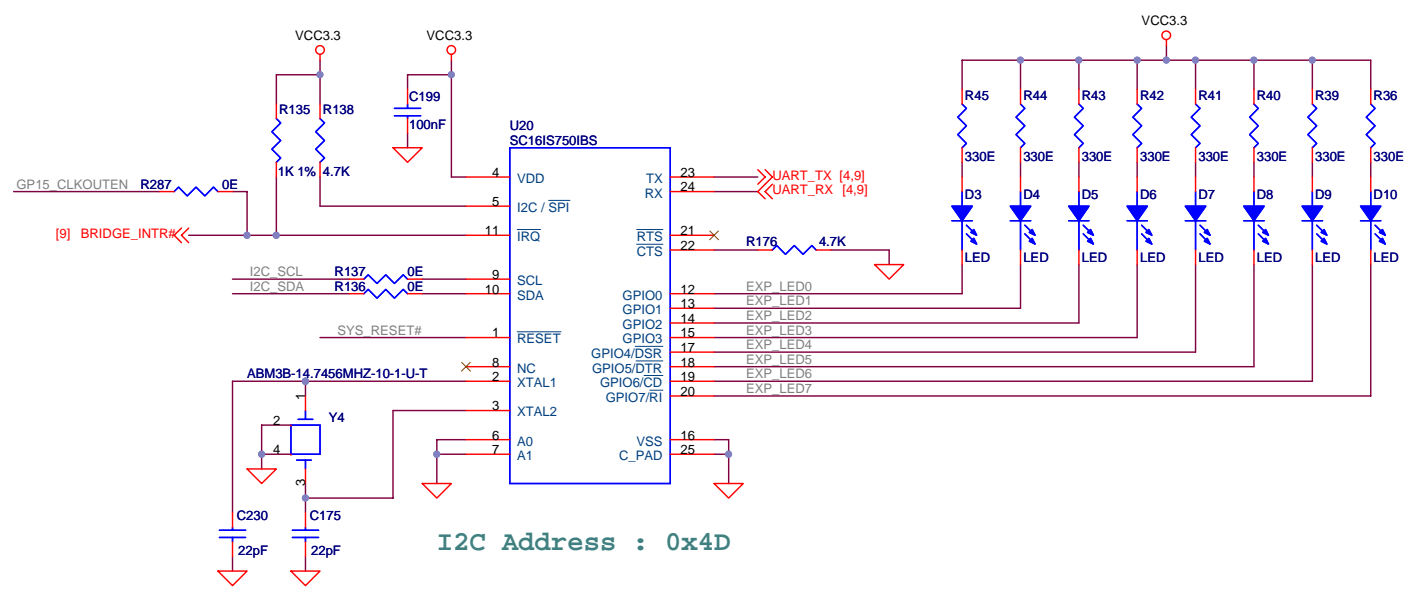 VCC3.3
VCC3.3
VCC3.3
R135
R138
1K 1%
4.7K
C199
100nF
U20
SC16IS750IBS
GP15_CLKOUTEN
R287
0E
[9] BRIDGE_INTR#
I2C_SCL
R137
0E
I2C_SDA
R136
0E
SYS_RESET#
ABM3B-14.7456MHZ-10-1-U-T
1
2
4
3
Y4
C230
22pF
C175
22pF
4
VDD
5
I2C / SPI
11
IRQ
9
SCL
10
SDA
1
RESET
8
NC
2
XTAL1
3
XTAL2
6
A0
7
A1
TX
23
UART_TX [4,9]
RX
24
UART_RX [4,9]
RTS
21
CTS
22
R176
4.7K
GPIO0
12
EXP_LED0
GPIO1
13
EXP_LED1
GPIO2
14
EXP_LED2
GPIO3
15
EXP_LED3
GPIO4/DSR
17
EXP_LED4
GPIO5/DTR
18
EXP_LED5
GPIO6/CD
19
EXP_LED6
GPIO7/RI
20
EXP_LED7
VSS
16
C_PAD
25
R45
R44
R43
R42
R41
R40
R39
R36
330E
330E
330E
330E
330E
330E
330E
330E
D3
D4
D5
D6
D7
D8
D9
D10
LED
LED
LED
LED
LED
LED
LED
LED
I2C Address : 0x4D